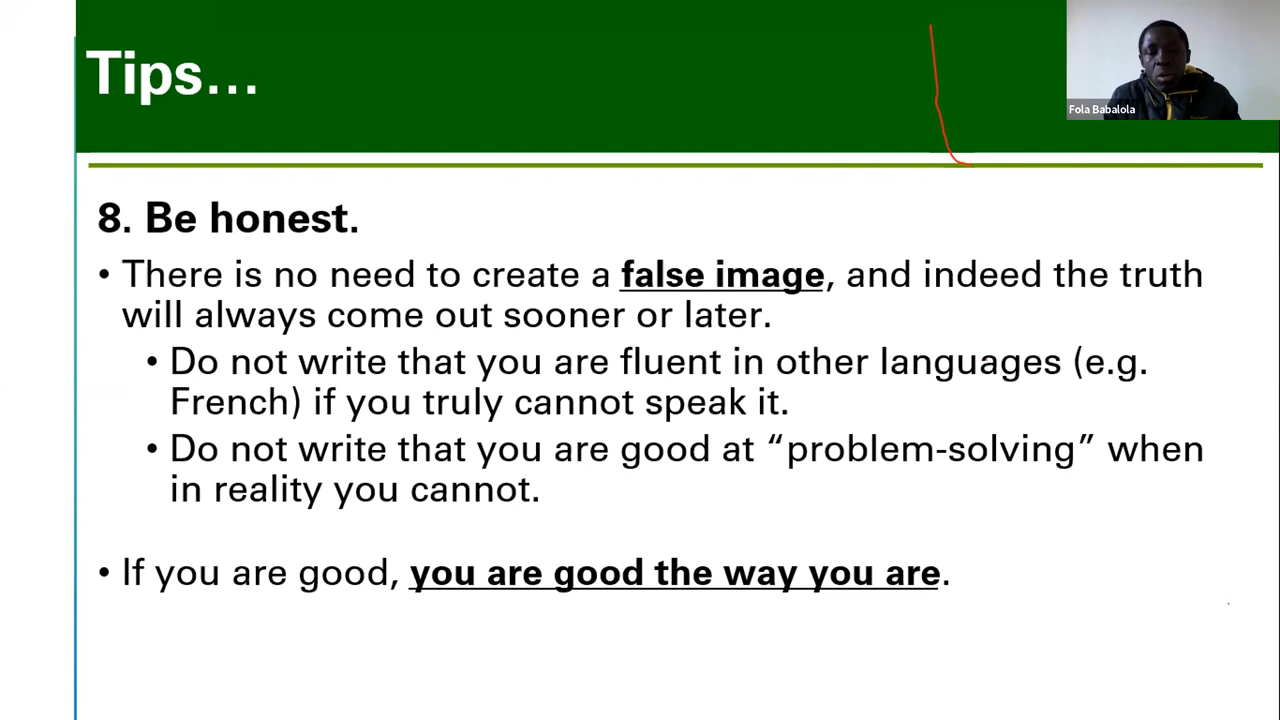 Tips…
Fola Babalola
8. Be honest.
• There is no need to create a false image, and indeed the truth
will always come out sooner or later.
• Do not write that you are fluent in other languages (e.g.
French) if you truly cannot speak it.
• Do not write that you are good at “problem-solving” when
in reality you cannot.
• If you are good, you are good the way you are.